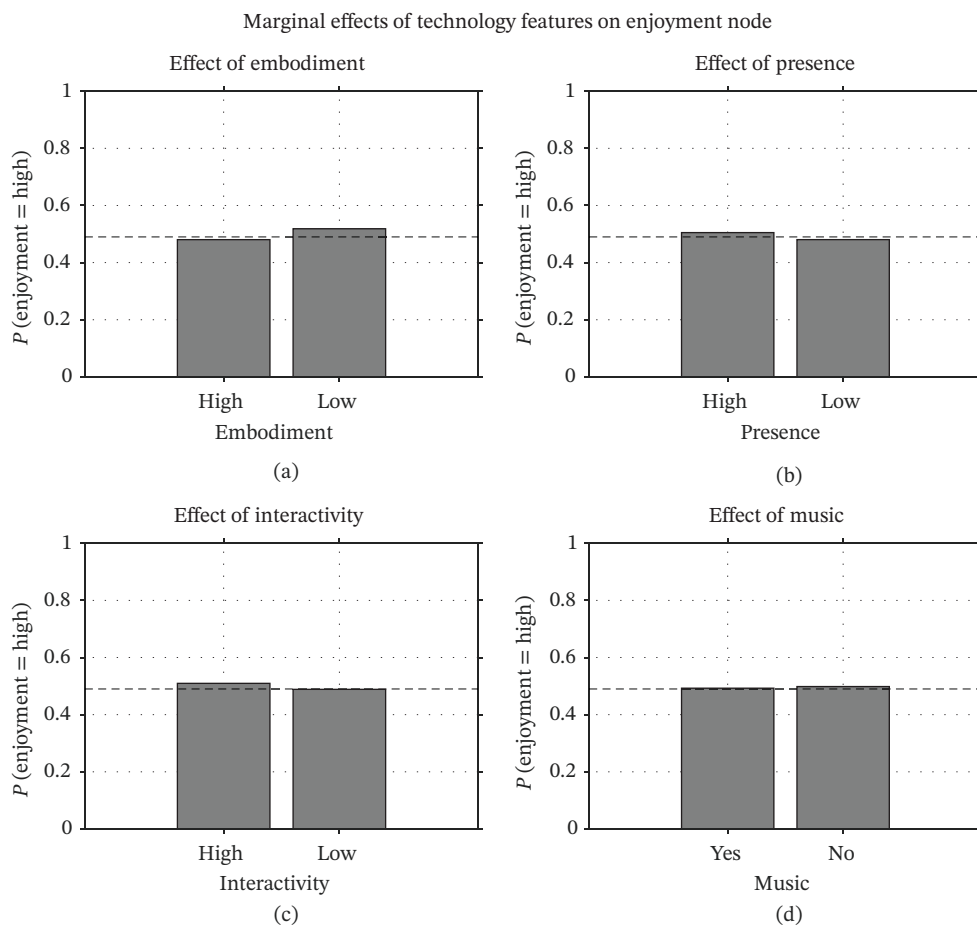 Marginal effects of technology features on enjoyment node
Effect of embodiment
1
0.8
0.6
0.4
0.2
0
P (enjoyment = high)
High Low
Embodiment
(a)
Effect of presence
1
0.8
0.6
0.4
0.2
0
P (enjoyment = high)
High Low
Presence
(b)
Effect of interactivity
1
0.8
0.6
0.4
0.2
0
P (enjoyment = high)
High Low
Interactivity
(c)
Effect of music
1
0.8
0.6
0.4
0.2
0
P (enjoyment = high)
Yes No
Music
(d)